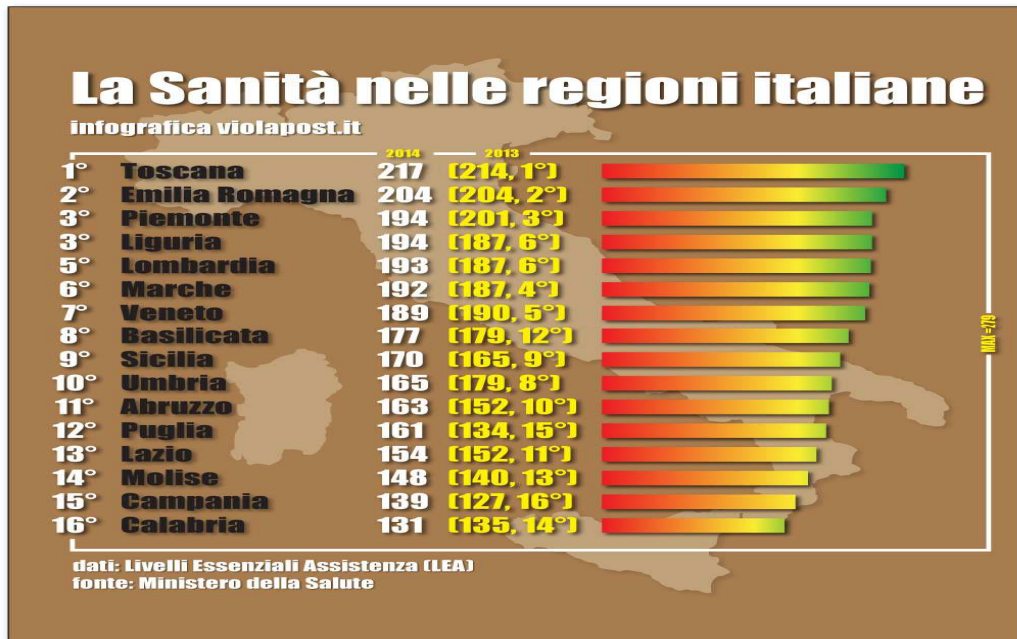 La Sanità nelle regioni italiane
infografica violapost.it
2014 2013
1° Toscana 217 (214, 1°)
2° Emilia Romagna 204 (204, 2°)
3° Piemonte 194 (201, 3°)
3° Liguria 194 (187, 6°)
5° Lombardia 193 (187, 6°)
6° Marche 192 (187, 4°)
7° Veneto 189 (190, 5°)
8° Basilicata 177 (179, 12°)
9° Sicilia 170 (165, 9°)
10° Umbria 165 (179, 8°)
11° Abruzzo 163 (152, 10°)
12° Puglia 161 (134, 15°)
13° Lazio 154 (152, 11°)
14° Molise 148 (140, 13°)
15° Campania 139 (127, 16°)
16° Calabria 131 (135, 14°)
MAX=279
dati: Livelli Essenziali Assistenza (LEA)
fonte: Ministero della Salute